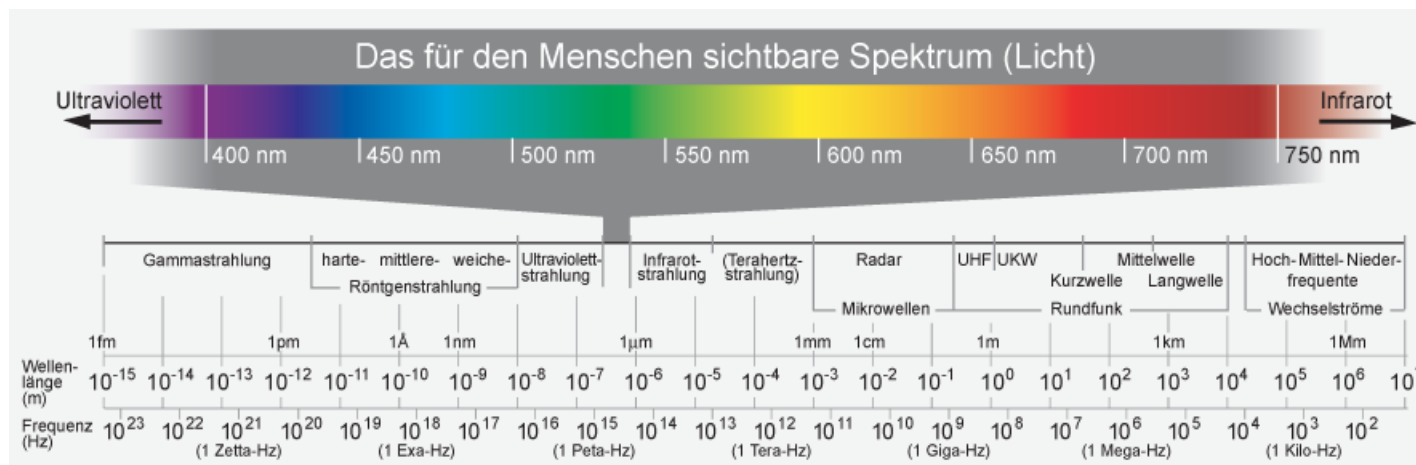 Das für den Menschen sichtbare Spektrum (Licht)
Ultraviolett
Infrarot
400 nm 450 nm 500 nm 550 nm 600 nm 650 nm 700 nm 750 nm
Gammastrahlung harte- mittlere- weiche- Ultraviolett- Infrarot- (Terahertz- Radar UHF UKW Mittelwelle Hoch- Mittel- Nieder-
strahlung strahlung strahlung) Kurzwelle Langwelle frequente
Röntgenstrahlung
Mikrowellen Rundfunk Wechselströme
1fm 1pm 1Å 1nm 1µm 1mm 1cm 1m 1km 1Mm
Wellen-
länge
(m)
10⁻¹⁵ 10⁻¹⁴ 10⁻¹³ 10⁻¹² 10⁻¹¹ 10⁻¹⁰ 10⁻⁹ 10⁻⁸ 10⁻⁷ 10⁻⁶ 10⁻⁵ 10⁻⁴ 10⁻³ 10⁻² 10⁻¹ 10⁰ 10¹ 10² 10³ 10⁴ 10⁵ 10⁶ 10⁷
Frequenz
(Hz)
10²³ 10²² 10²¹ 10²⁰ 10¹⁹ 10¹⁸ 10¹⁷ 10¹⁶ 10¹⁵ 10¹⁴ 10¹³ 10¹² 10¹¹ 10¹⁰ 10⁹ 10⁸ 10⁷ 10⁶ 10⁵ 10⁴ 10³ 10²
(1 Zetta-Hz) (1 Exa-Hz) (1 Peta-Hz) (1 Tera-Hz) (1 Giga-Hz) (1 Mega-Hz) (1 Kilo-Hz)